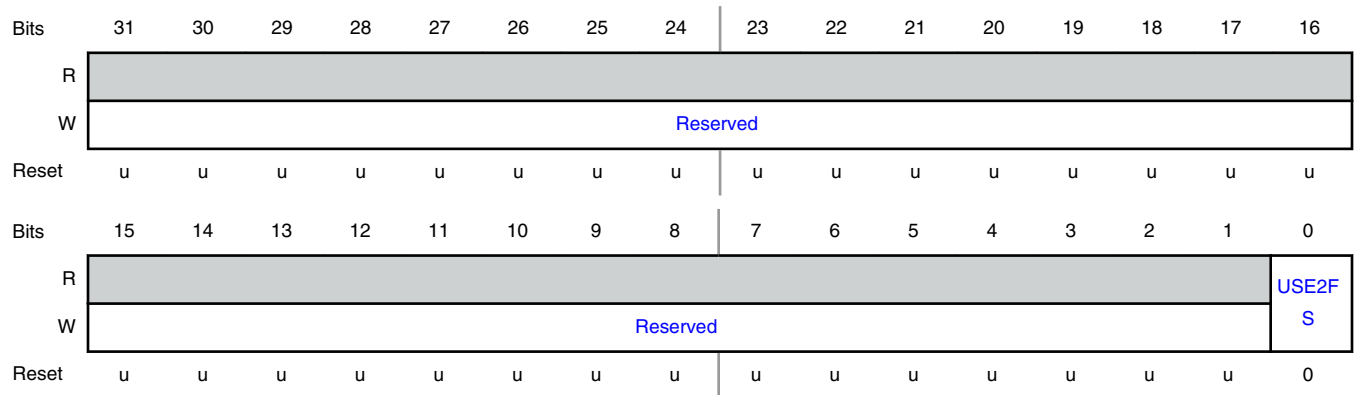 Bits 31 30 29 28 27 26 25 24 23 22 21 20 19 18 17 16
R
W Reserved
Reset u u u u u u u u u u u u u u u u
Bits 15 14 13 12 11 10 9 8 7 6 5 4 3 2 1 0
R USE2F
W Reserved S
Reset u u u u u u u u u u u u u u u 0